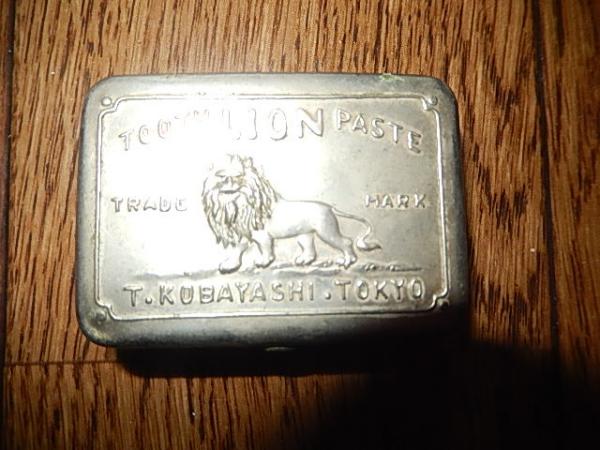 TOOTH LION PASTE
TRADE MARK
T. KOBAYASHI. TOKYO